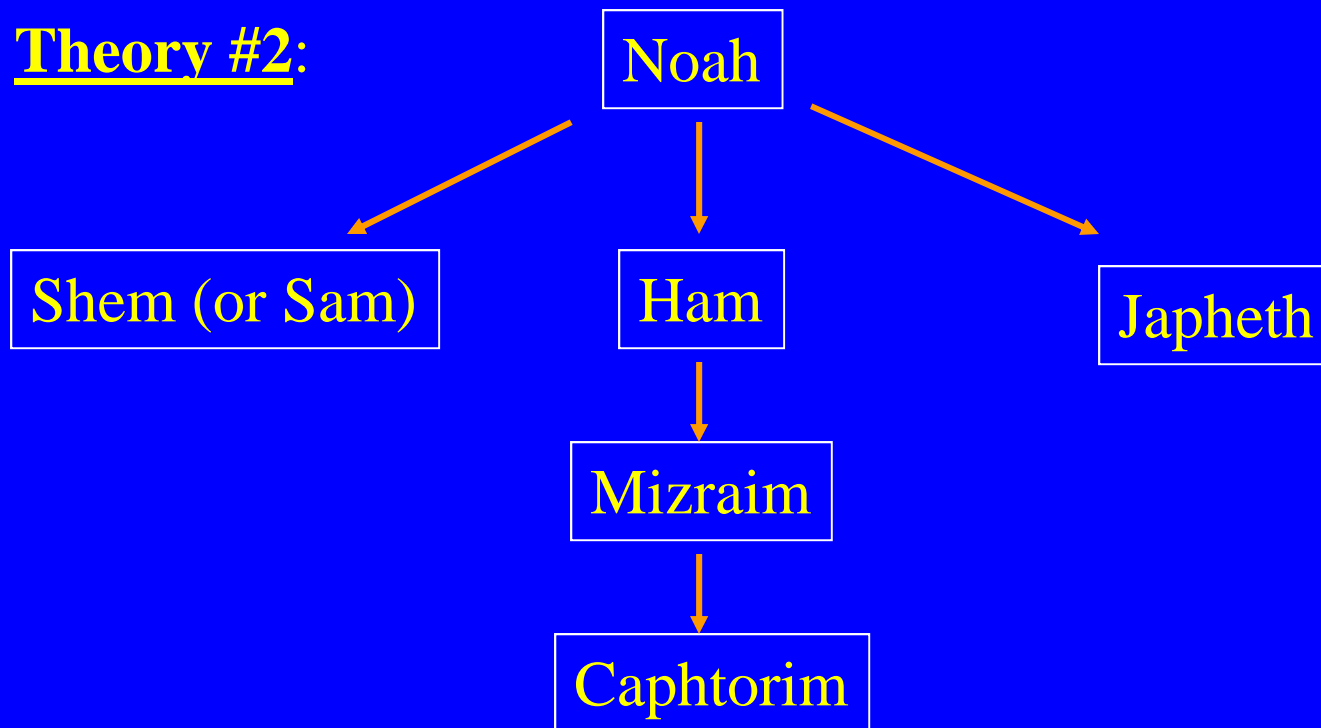 Theory #2:
Noah
Shem (or Sam)
Ham
Japheth
Mizraim
Caphtorim